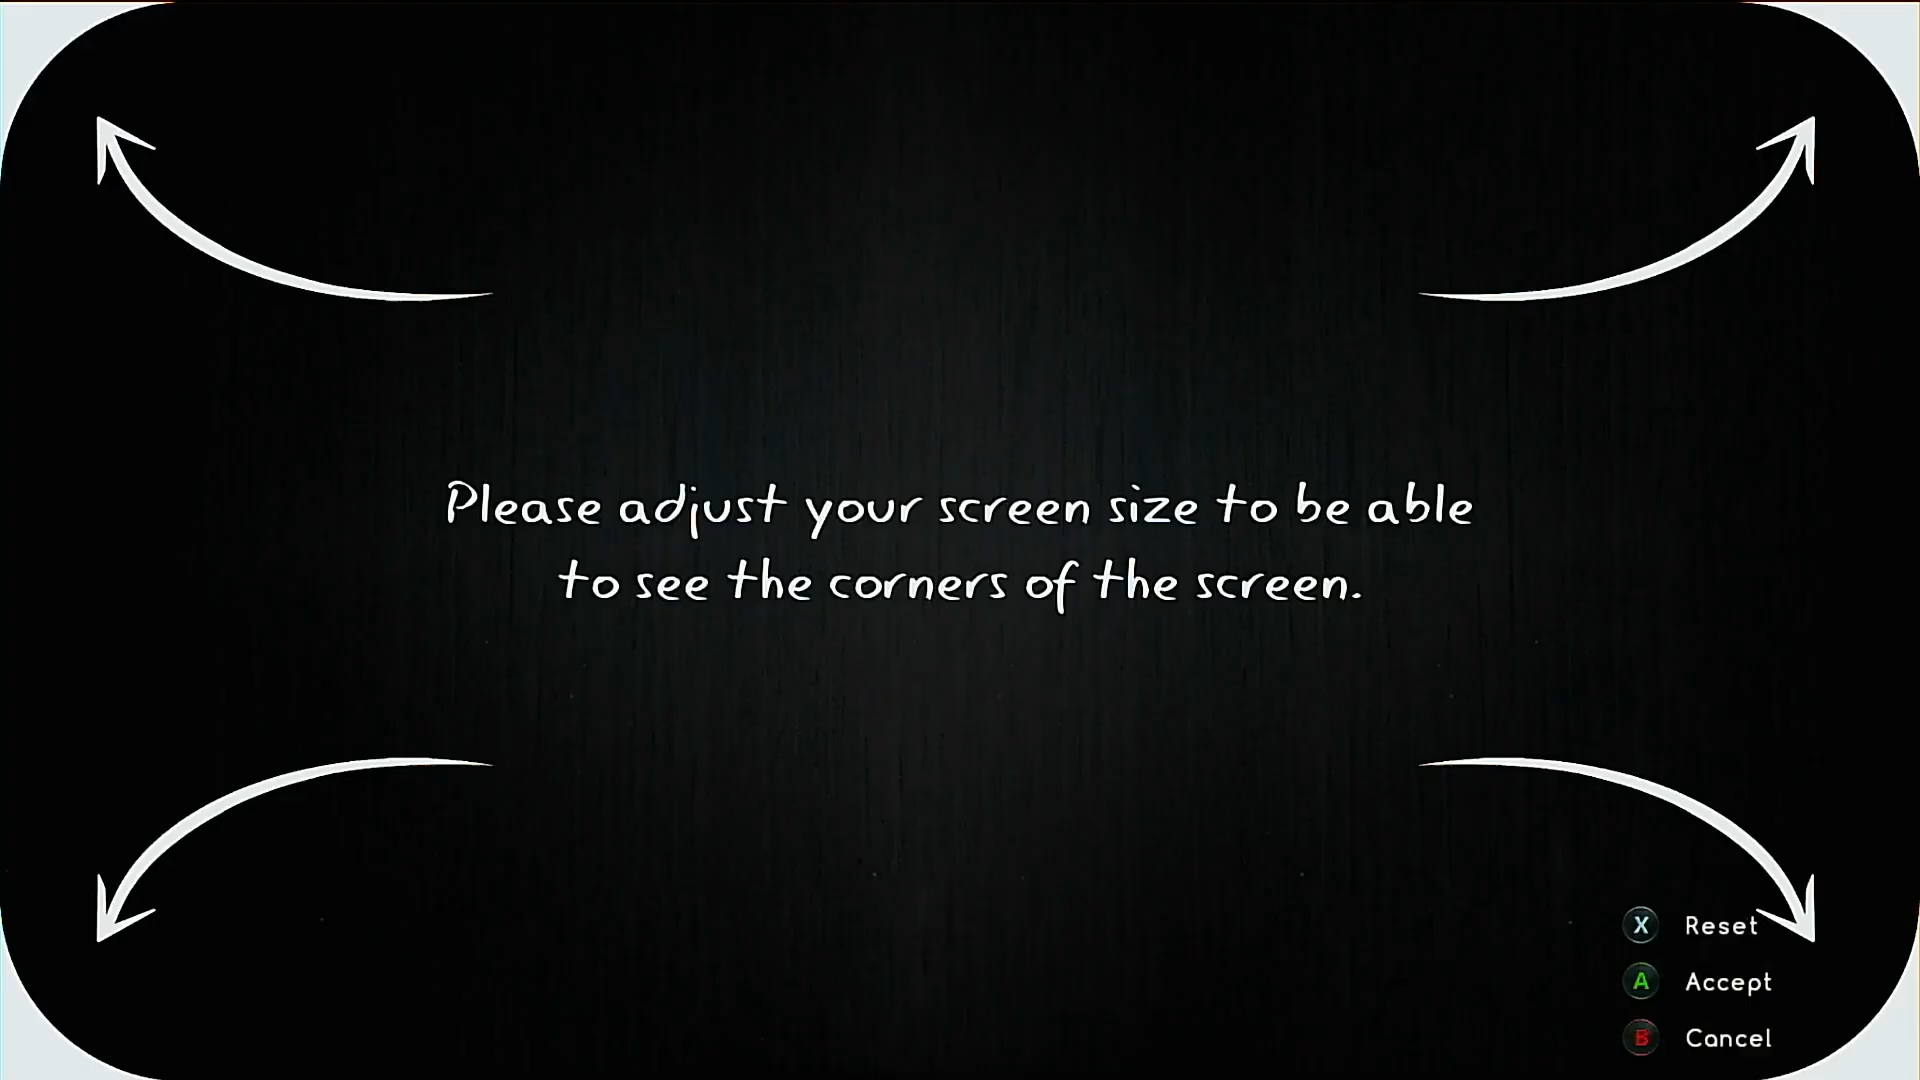 Please adjust your screen size to be able
to see the corners of the screen.
X Reset
A Accept
B Cancel